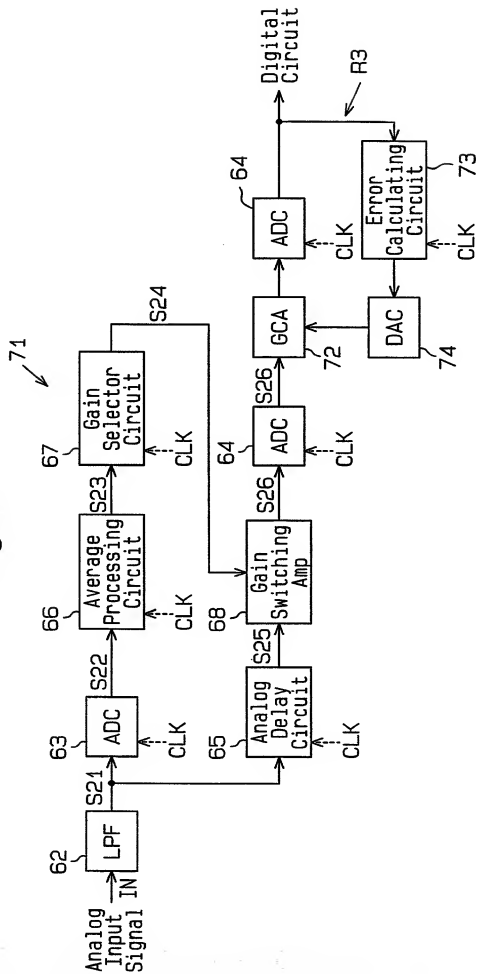 71
Analog
Input
Signal
IN
62
LPF
S21
63
ADC
CLK
S22
66
Average
Processing
Circuit
CLK
S23
67
Gain
Selector
Circuit
CLK
S24
65
Analog
Delay
Circuit
CLK
S25
68
Gain
Switching
Amp
S26
64
ADC
CLK
S26
GCA
72
64
ADC
CLK
Digital
Circuit
R3
Error
Calculating
Circuit
73
CLK
DAC
74